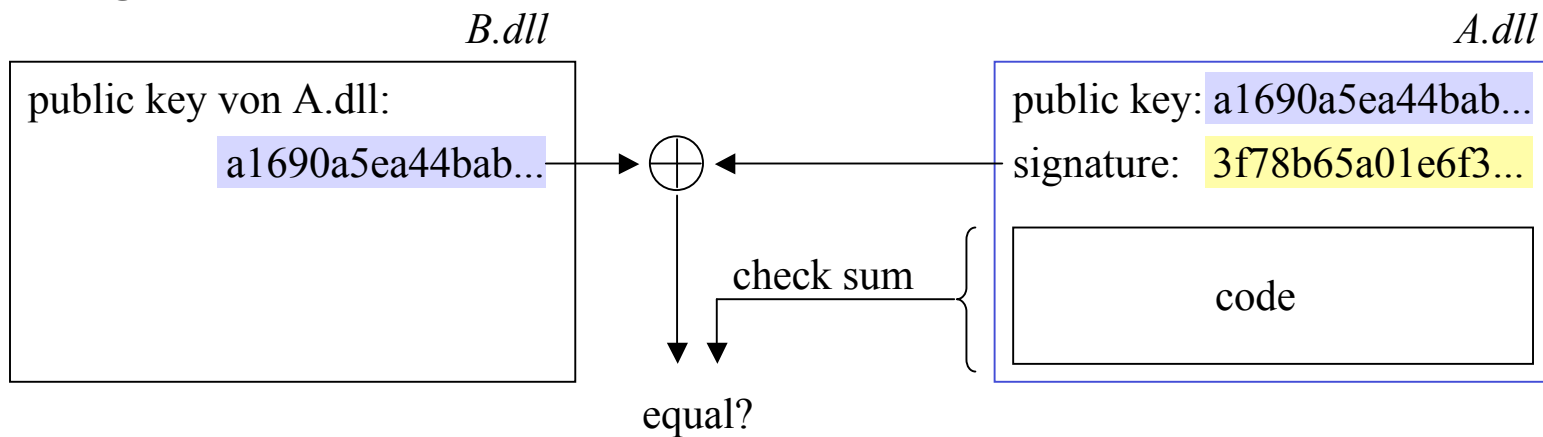 B.dll
public key von A.dll:
a1690a5ea44bab...
A.dll
public key: a1690a5ea44bab...
signature: 3f78b65a01e6f3...
check sum
code
equal?